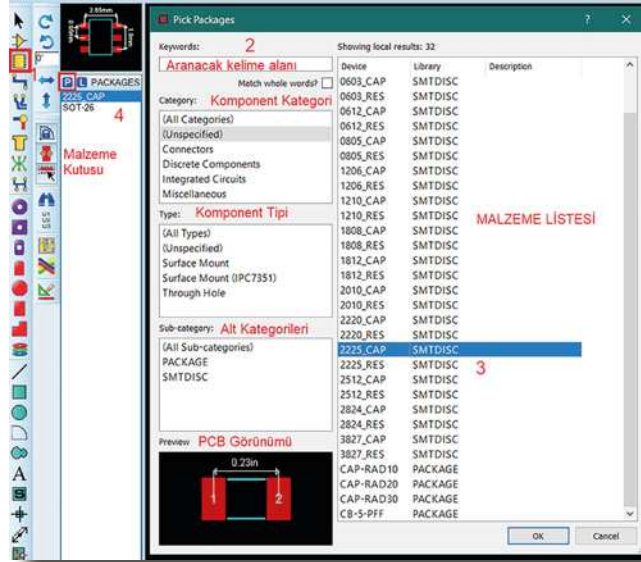 2.85mm
0°
1
P L PACKAGES
2225_CAP
SOT-26
4
Malzeme
Kutusu
A
S
Pick Packages
? ×
Keywords:
2
Aranacak kelime alanı
Match whole words?
Category: Komponent Kategori
(All Categories)
(Unspecified)
Connectors
Discrete Components
Integrated Circuits
Miscellaneous
Type: Komponent Tipi
(All Types)
(Unspecified)
Surface Mount
Surface Mount (IPC7351)
Through Hole
Sub-category: Alt Kategorileri
(All Sub-categories)
PACKAGE
SMTDISC
Preview PCB Görünümü
0.23in
1 2
Showing local results: 32
Device Library Description
0603_CAP SMTDISC
0603_RES SMTDISC
0612_CAP SMTDISC
0612_RES SMTDISC
0805_CAP SMTDISC
0805_RES SMTDISC
1206_CAP SMTDISC
1206_RES SMTDISC
1210_CAP SMTDISC
1210_RES SMTDISC
MALZEME LİSTESİ
1808_CAP SMTDISC
1808_RES SMTDISC
1812_CAP SMTDISC
1812_RES SMTDISC
2010_CAP SMTDISC
2010_RES SMTDISC
2220_CAP SMTDISC
2220_RES SMTDISC
2225_CAP SMTDISC
2225_RES SMTDISC
3
2512_CAP SMTDISC
2512_RES SMTDISC
2824_CAP SMTDISC
2824_RES SMTDISC
3827_CAP SMTDISC
3827_RES SMTDISC
CAP-RAD10 PACKAGE
CAP-RAD20 PACKAGE
CAP-RAD30 PACKAGE
CB-5-PFF PACKAGE
OK Cancel